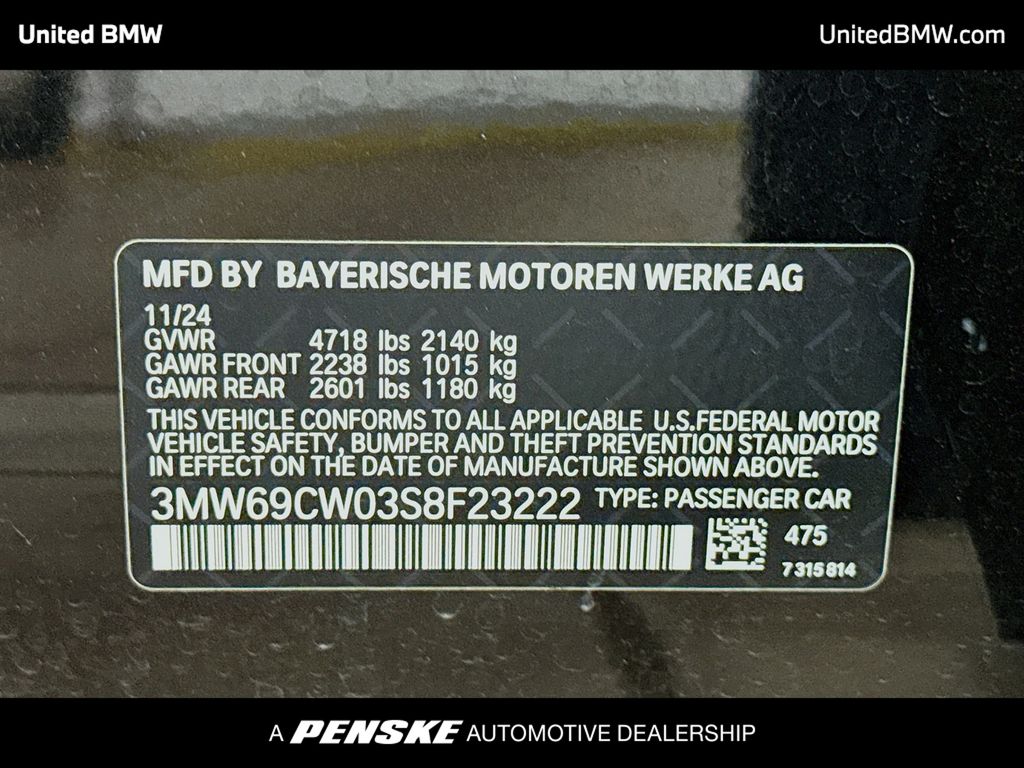 United BMW
UnitedBMW.com
MFD BY BAYERISCHE MOTOREN WERKE AG
11/24
GVWR 4718 lbs 2140 kg
GAWR FRONT 2238 lbs 1015 kg
GAWR REAR 2601 lbs 1180 kg
THIS VEHICLE CONFORMS TO ALL APPLICABLE U.S.FEDERAL MOTOR
VEHICLE SAFETY, BUMPER AND THEFT PREVENTION STANDARDS
IN EFFECT ON THE DATE OF MANUFACTURE SHOWN ABOVE.
3MW69CW03S8F23222 TYPE: PASSENGER CAR
475
7315814
A PENSKE AUTOMOTIVE DEALERSHIP